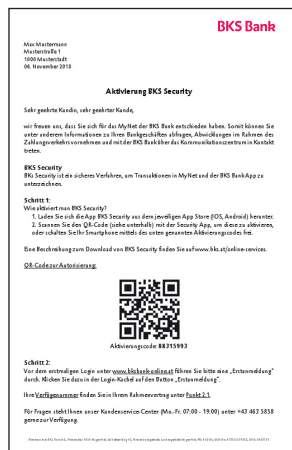 BKS Bank
Max Mustermann
Musterstraße 1
1000 Musterstadt
06. November 2018
Aktivierung BKS Security
Sehr geehrte Kundin, sehr geehrter Kunde,
wir freuen uns, dass Sie sich für das MyNet der BKS Bank entschieden haben. Somit können Sie
unter anderem Informationen zu Ihren Bankgeschäften abfragen, Abwicklungen im Rahmen des
Zahlungsverkehrs vornehmen und mit der BKS Bank über das Kommunikationszentrum in Kontakt
treten.
BKS Security
BKS Security ist ein sicheres Verfahren, um Transaktionen in MyNet und der BKS Bank App zu
unterzeichnen.
Schritt 1:
Wie aktiviert man BKS Security?
1. Laden Sie sich die App BKS Security aus dem jeweiligen App Store (iOS, Android) herunter.
2. Scannen Sie den QR-Code (siehe unterhalb) mit der Security App, um diese zu aktivieren,
oder schalten Sie Ihr Smartphone mittels des unten genannten Aktivierungscodes frei.
Eine Beschreibung zum Download von BKS Security finden Sie auf www.bks.at/online-services.
QR-Code zur Autorisierung:
Aktivierungscode: 88315993
Schritt 2:
Vor dem erstmaligen Login unter www.bksbank-online.at führen Sie bitte eine „Erstanmeldung"
durch. Klicken Sie dazu in der Login-Kachel auf den Button „Erstanmeldung".
Ihre Verfügernummer finden Sie in Ihrem Rahmenvertrag unter Punkt 2.1.
Für Fragen steht Ihnen unser Kundenservice-Center (Mo.-Fr. 07:00 - 19:00) unter +43 463 5858
gerne zur Verfügung.